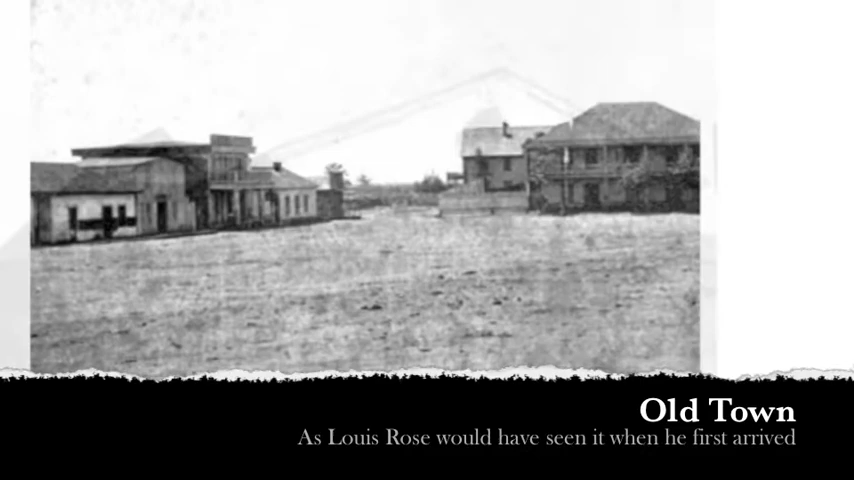 Old Town
As Louis Rose would have seen it when he first arrived